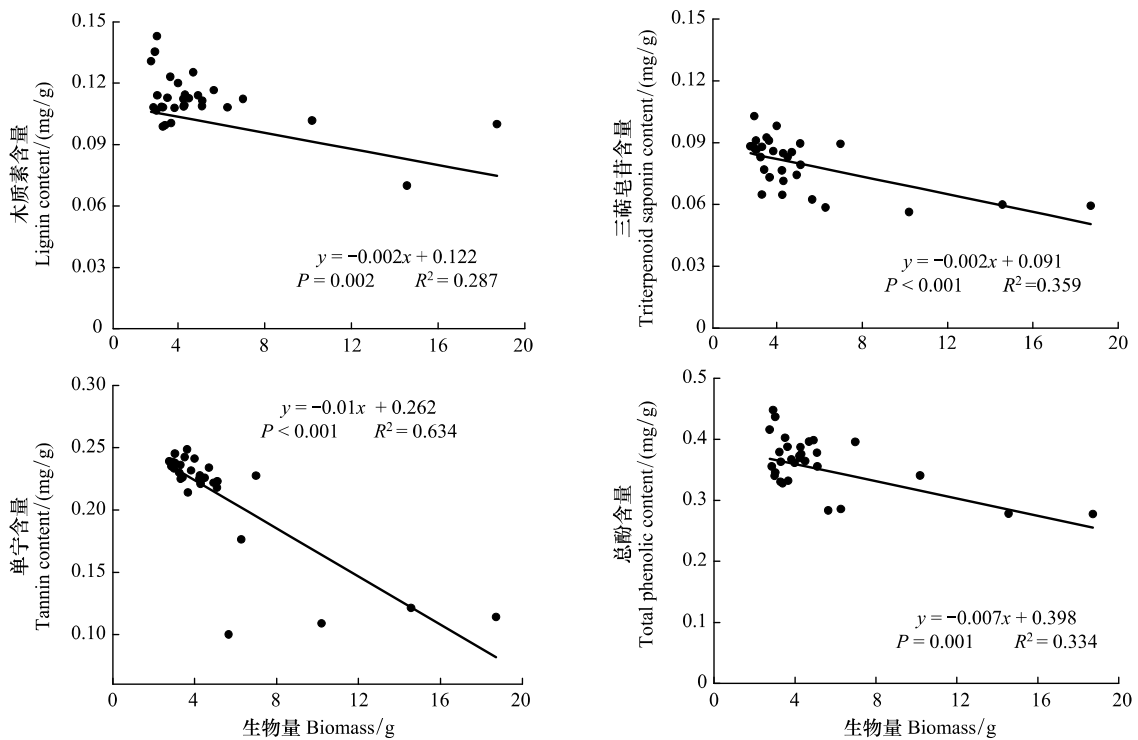 0.15
0.12
0.09
0.06
0.03
0
木质素含量
Lignin content/(mg/g)
y = −0.002x + 0.122
P = 0.002 R² = 0.287
0 4 8 12 16 20
0.15
0.12
0.09
0.06
0.03
0
三萜皂苷含量
Triterpenoid saponin content/(mg/g)
y = −0.002x + 0.091
P < 0.001 R² =0.359
0 4 8 12 16 20
0.30
0.25
0.20
0.15
0.10
单宁含量
Tannin content/(mg/g)
y = −0.01x + 0.262
P < 0.001 R² = 0.634
0 4 8 12 16 20
生物量 Biomass/g
0.5
0.4
0.3
0.2
0.1
0
总酚含量
Total phenolic content/(mg/g)
y = −0.007x + 0.398
P = 0.001 R² = 0.334
0 4 8 12 16 20
生物量 Biomass/g